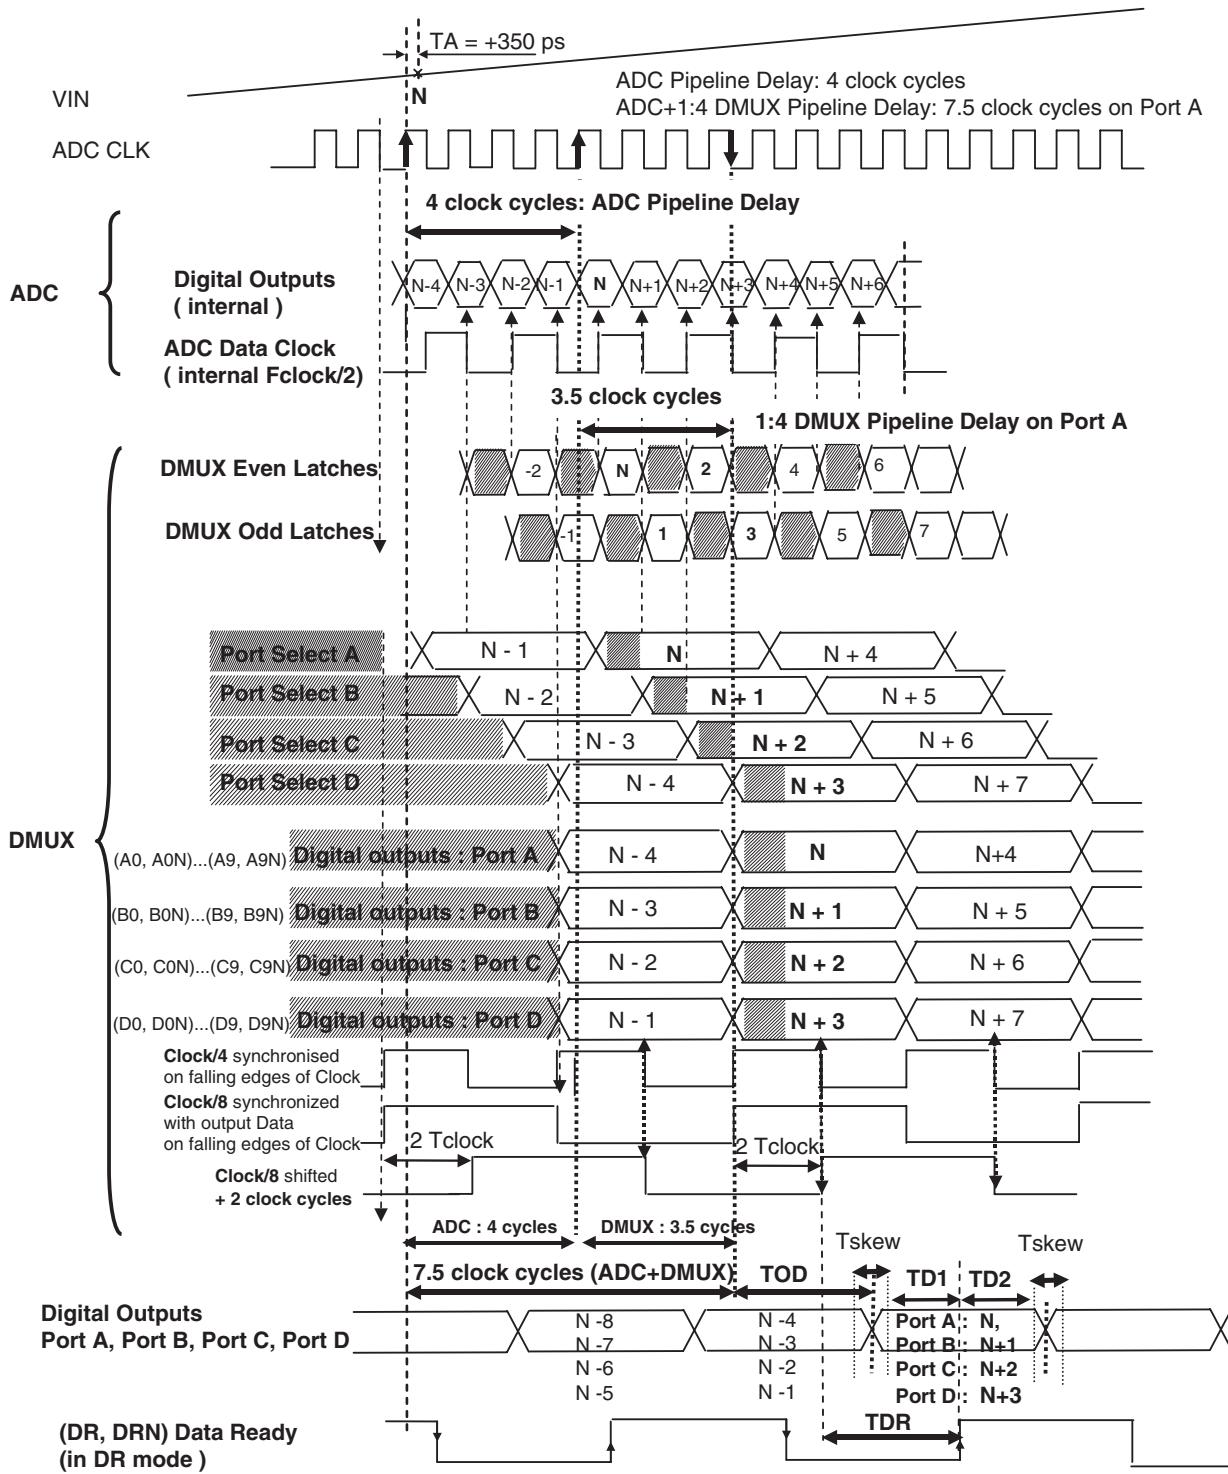 TA = +350 ps
VIN
N
ADC Pipeline Delay: 4 clock cycles
ADC+1:4 DMUX Pipeline Delay: 7.5 clock cycles on Port A
ADC CLK
4 clock cycles: ADC Pipeline Delay
ADC
Digital Outputs
( internal )
N-4 N-3 N-2 N-1 N N+1 N+2 N+3 N+4 N+5 N+6
ADC Data Clock
( internal Fclock/2)
3.5 clock cycles
1:4 DMUX Pipeline Delay on Port A
DMUX Even Latches
-2 N 2 4 6
DMUX Odd Latches
-1 1 3 5 7
Port Select A N - 1 N N + 4
Port Select B N - 2 N + 1 N + 5
Port Select C N - 3 N + 2 N + 6
Port Select D N - 4 N + 3 N + 7
DMUX
(A0, A0N)...(A9, A9N) Digital outputs : Port A N - 4 N N+4
(B0, B0N)...(B9, B9N) Digital outputs : Port B N - 3 N + 1 N + 5
(C0, C0N)...(C9, C9N) Digital outputs : Port C N - 2 N + 2 N + 6
(D0, D0N)...(D9, D9N) Digital outputs : Port D N - 1 N + 3 N + 7
Clock/4 synchronised
on falling edges of Clock
Clock/8 synchronized
with output Data
on falling edges of Clock
2 Tclock 2 Tclock
Clock/8 shifted
+ 2 clock cycles
ADC : 4 cycles DMUX : 3.5 cycles
Tskew Tskew
7.5 clock cycles (ADC+DMUX) TOD TD1 TD2
Digital Outputs
Port A, Port B, Port C, Port D
N -8 N -4 Port A : N,
N -7 N -3 Port B : N+1
N -6 N -2 Port C : N+2
N -5 N -1 Port D : N+3
(DR, DRN) Data Ready
(in DR mode )
TDR